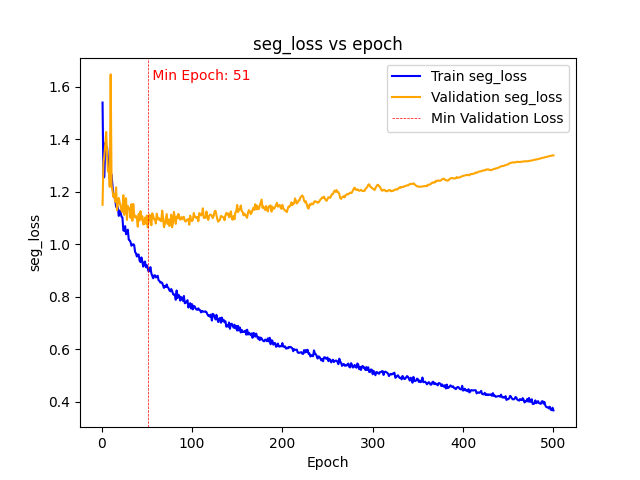 seg_loss vs epoch
Min Epoch: 51
Train seg_loss
Validation seg_loss
Min Validation Loss
seg_loss
1.6
1.4
1.2
1.0
0.8
0.6
0.4
0
100
200
300
400
500
Epoch